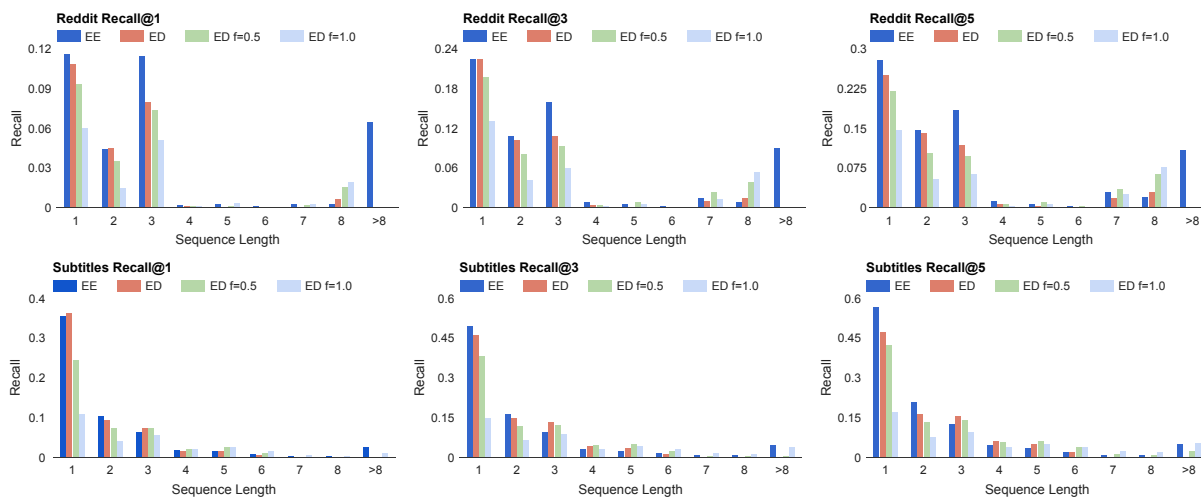 Reddit Recall@1
EE ED ED f=0.5 ED f=1.0
0.12
0.09
0.06
0.03
0
Recall
1 2 3 4 5 6 7 8 >8
Sequence Length
Reddit Recall@3
EE ED ED f=0.5 ED f=1.0
0.24
0.18
0.12
0.06
0
Recall
1 2 3 4 5 6 7 8 >8
Sequence Length
Reddit Recall@5
EE ED ED f=0.5 ED f=1.0
0.3
0.225
0.15
0.075
0
Recall
1 2 3 4 5 6 7 8 >8
Sequence Length
Subtitles Recall@1
EE ED ED f=0.5 ED f=1.0
0.4
0.3
0.2
0.1
0
Recall
1 2 3 4 5 6 7 8 >8
Sequence Length
Subtitles Recall@3
EE ED ED f=0.5 ED f=1.0
0.6
0.45
0.3
0.15
0
Recall
1 2 3 4 5 6 7 8 >8
Sequence Length
Subtitles Recall@5
EE ED ED f=0.5 ED f=1.0
0.6
0.45
0.3
0.15
0
Recall
1 2 3 4 5 6 7 8 >8
Sequence Length